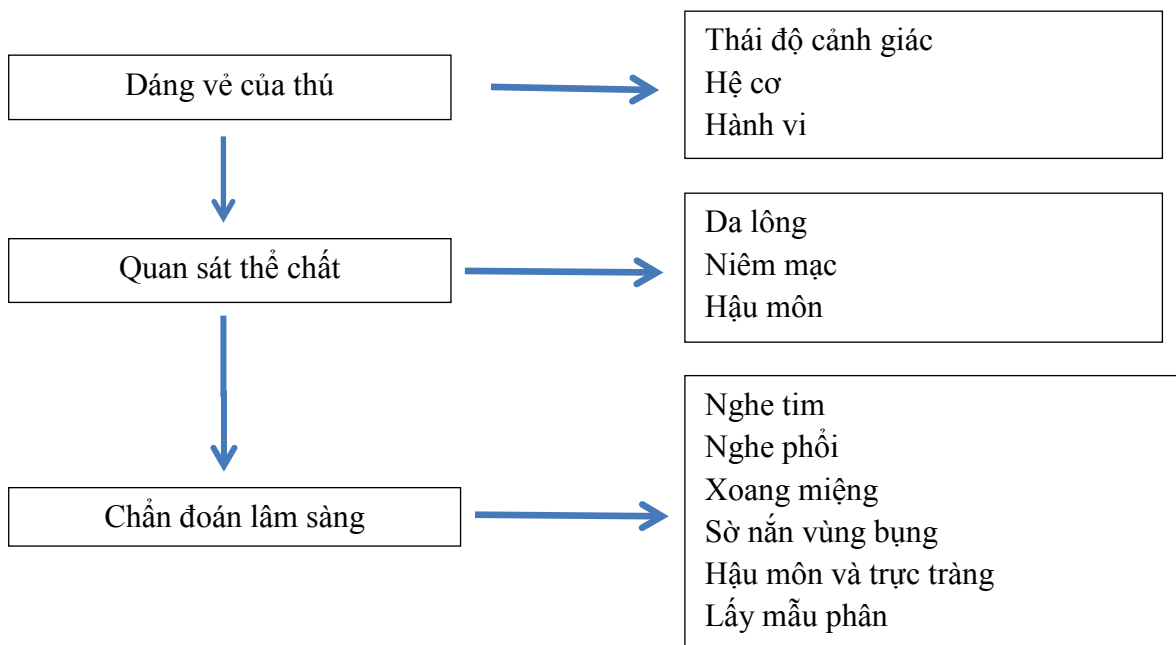 Dáng vẻ của thú
Thái độ cảnh giác
Hệ cơ
Hành vi
Quan sát thể chất
Da lông
Niêm mạc
Hậu môn
Chẩn đoán lâm sàng
Nghe tim
Nghe phổi
Xoang miệng
Sờ nắn vùng bụng
Hậu môn và trực tràng
Lấy mẫu phân